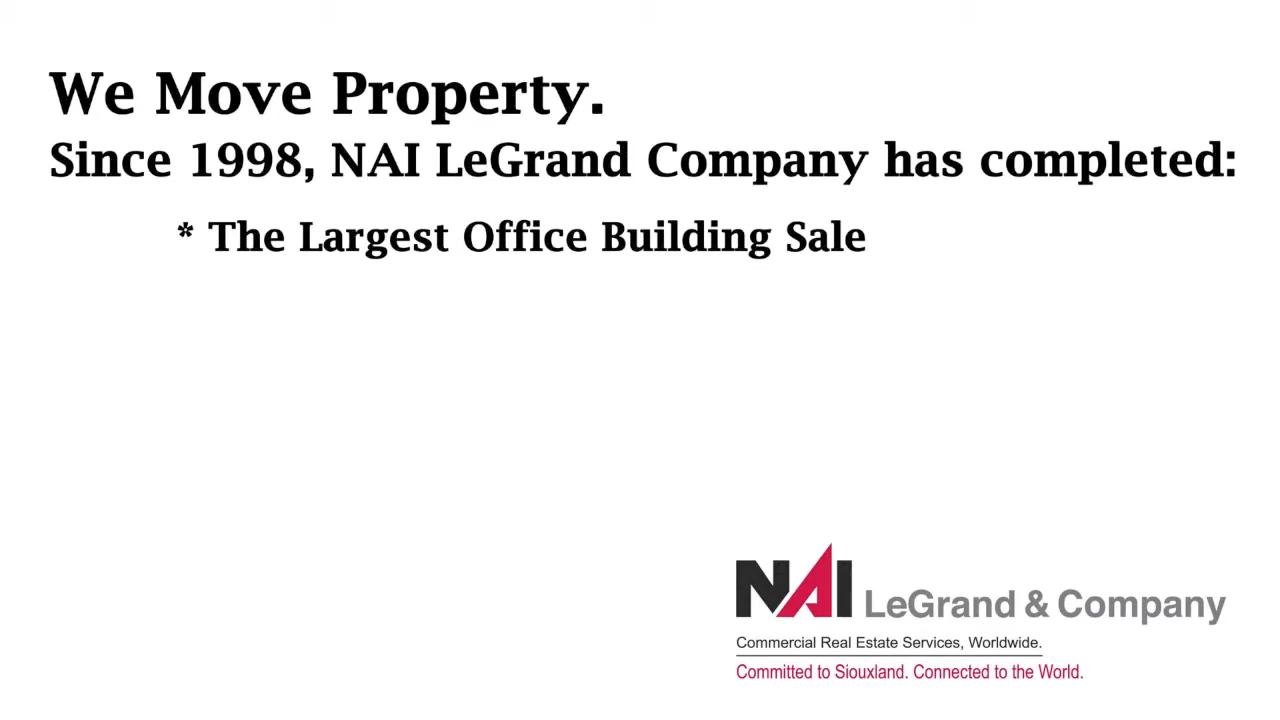 We Move Property.
Since 1998, NAI LeGrand Company has completed:
* The Largest Office Building Sale
NAI LeGrand & Company
Commercial Real Estate Services, Worldwide.
Committed to Siouxland. Connected to the World.